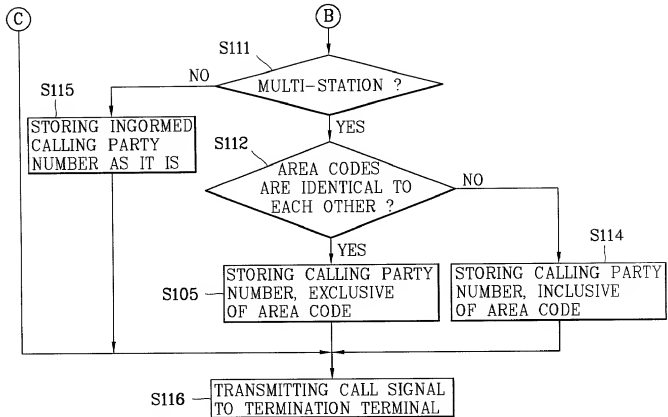 C
B
S111
MULTI-STATION ?
NO
YES
S115
STORING INGORMED
CALLING PARTY
NUMBER AS IT IS
S112
AREA CODES
ARE IDENTICAL TO
EACH OTHER ?
NO
YES
S105
STORING CALLING PARTY
NUMBER, EXCLUSIVE
OF AREA CODE
S114
STORING CALLING PARTY
NUMBER, INCLUSIVE
OF AREA CODE
S116
TRANSMITTING CALL SIGNAL
TO TERMINATION TERMINAL